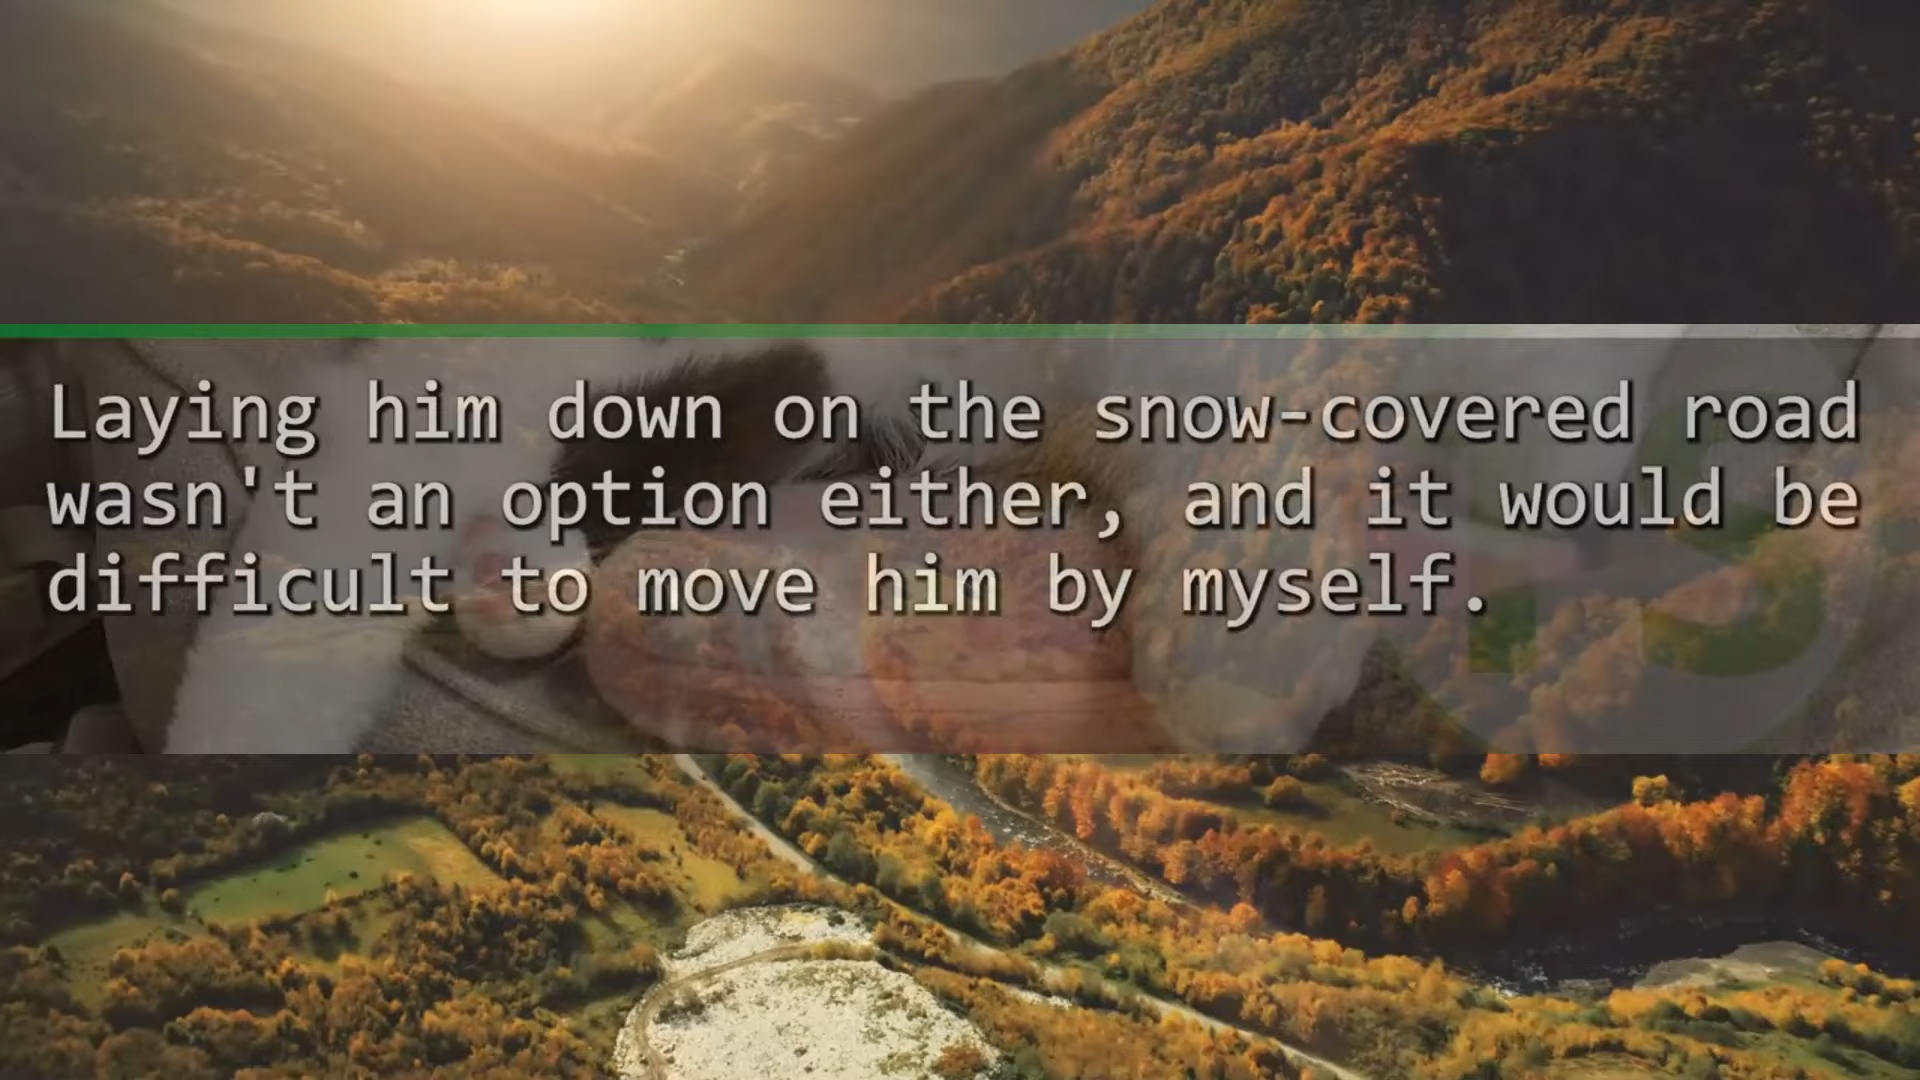 Laying him down on the snow-covered road
wasn't an option either, and it would be
difficult to move him by myself.